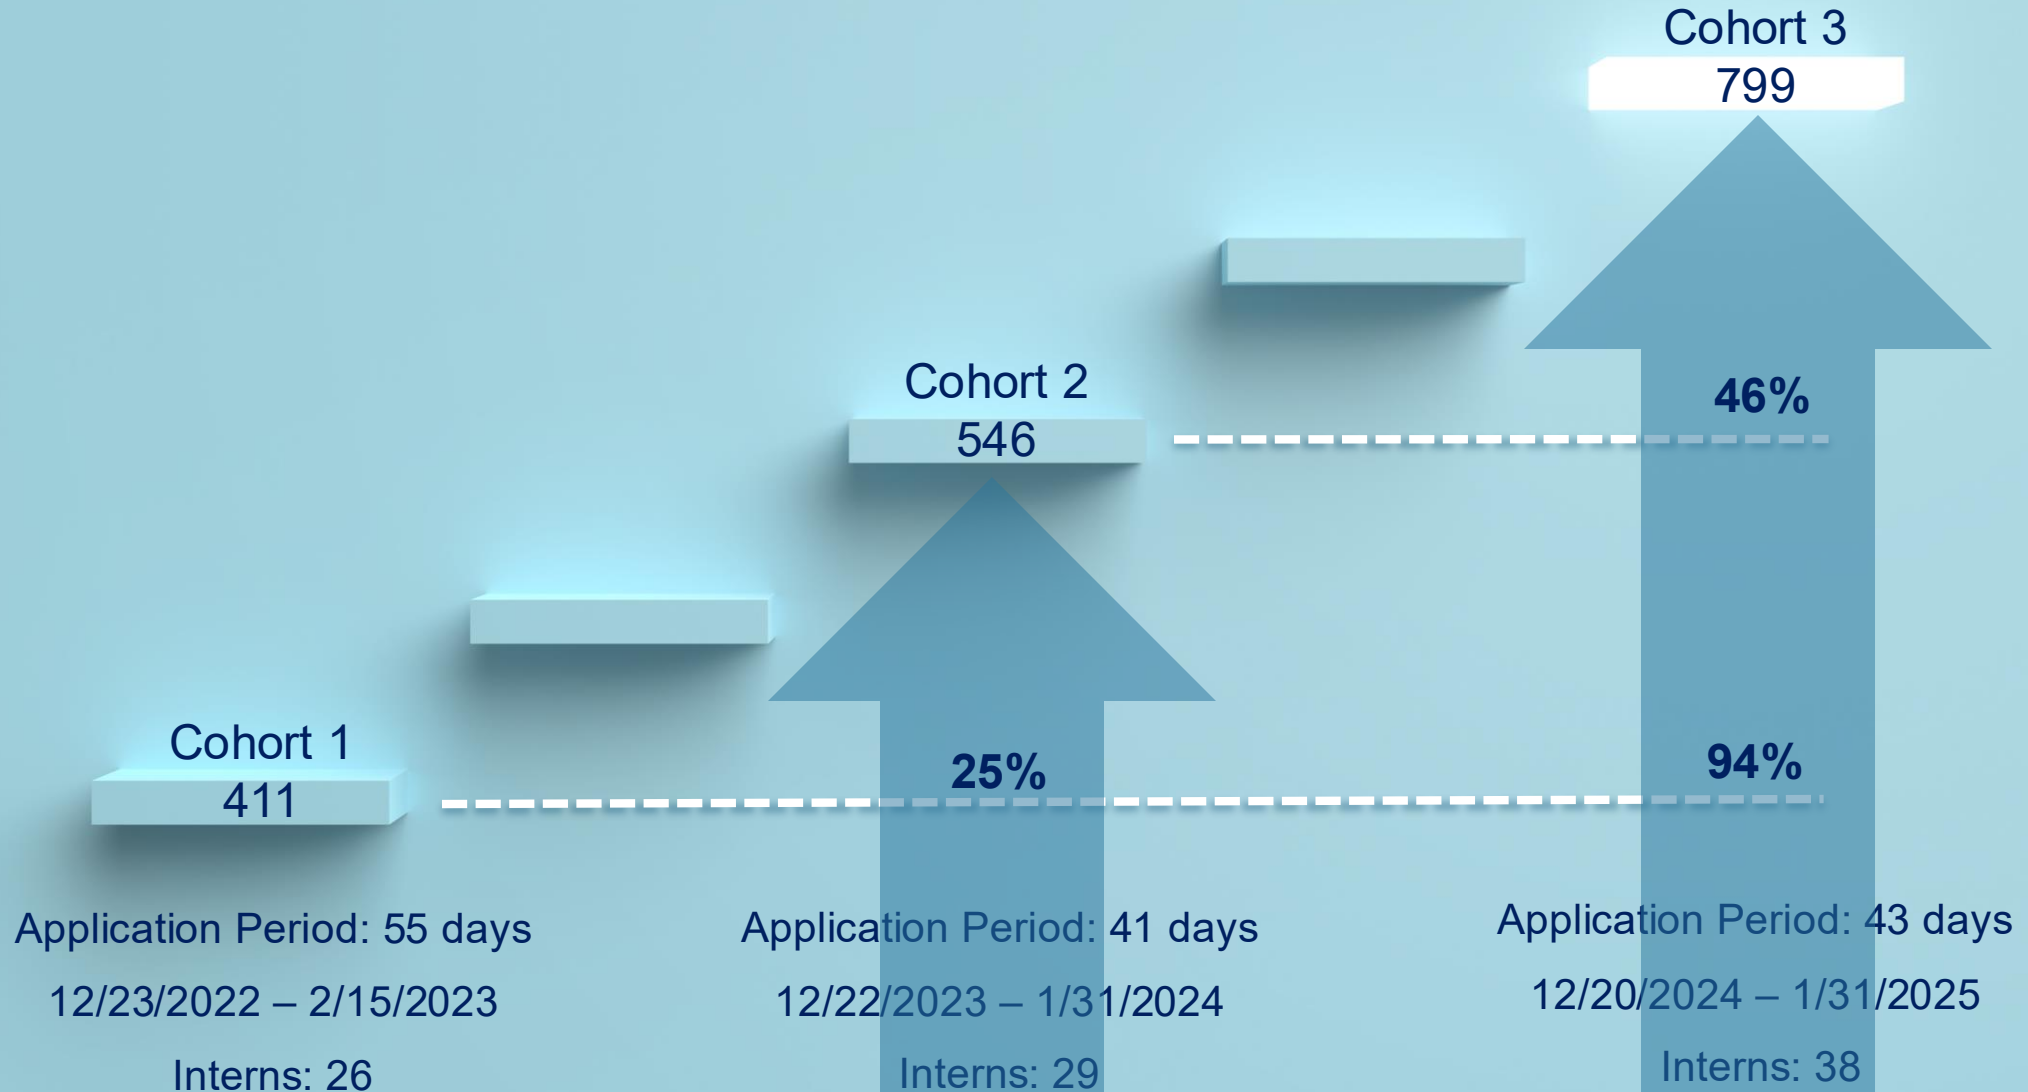 Cohort 3
799
46%
Cohort 2
546
94%
25%
Cohort 1
411
Application Period: 55 days
12/23/2022 – 2/15/2023
Interns: 26
Application Period: 41 days
12/22/2023 – 1/31/2024
Interns: 29
Application Period: 43 days
12/20/2024 – 1/31/2025
Interns: 38